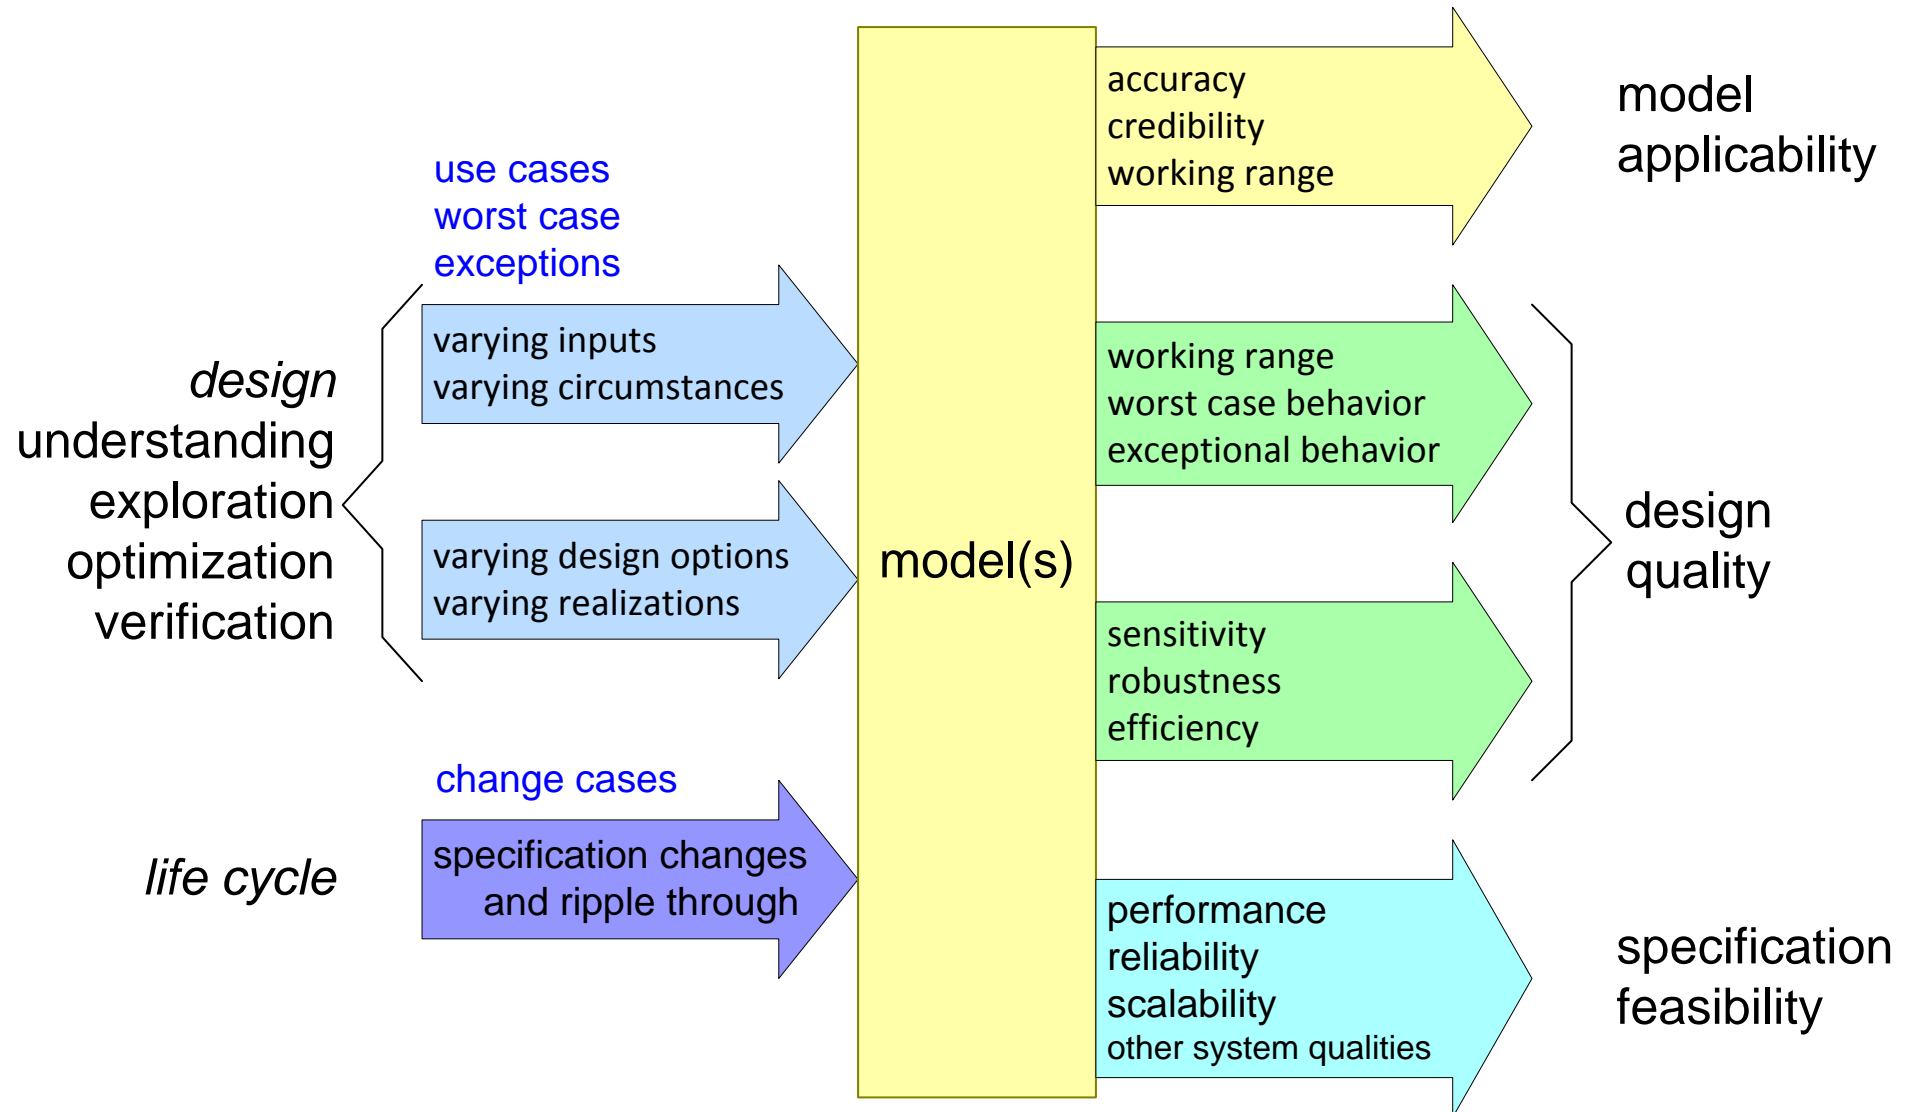 use cases
worst case
exceptions
design
understanding
exploration
optimization
verification
varying inputs
varying circumstances
varying design options
varying realizations
life cycle
change cases
specification changes
and ripple through
model(s)
accuracy
credibility
working range
model
applicability
working range
worst case behavior
exceptional behavior
sensitivity
robustness
efficiency
design
quality
performance
reliability
scalability
other system qualities
specification
feasibility